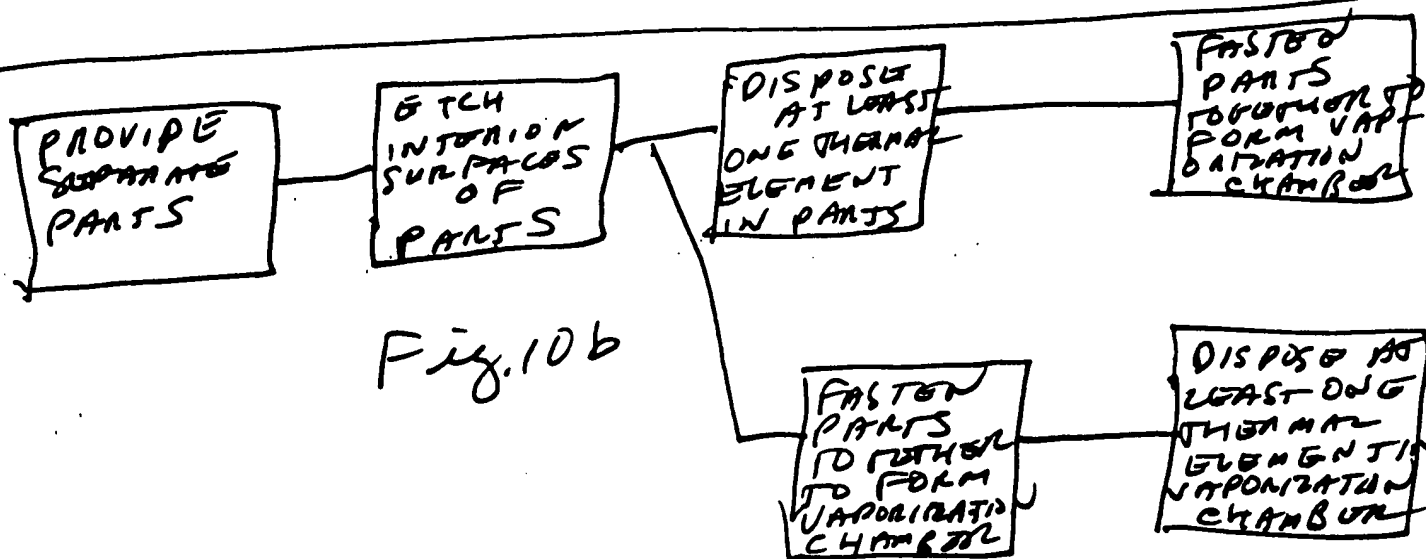 PROVIDE
SEPARATE
PARTS
ETCH
INTERIOR
SURFACES
OF
PARTS
DISPOSE
AT LEAST
ONE THERMAL
ELEMENT
IN PARTS
FASTEN
PARTS
TOGETHER TO
FORM VAP-
ORIZATION
CHAMBER
Fig. 10b
FASTEN
PARTS
TOGETHER
TO FORM
VAPORIZATIO
CHAMBER
DISPOSE AT
LEAST ONE
THERMAL
ELEMENT IN
VAPORIZATION
CHAMBER